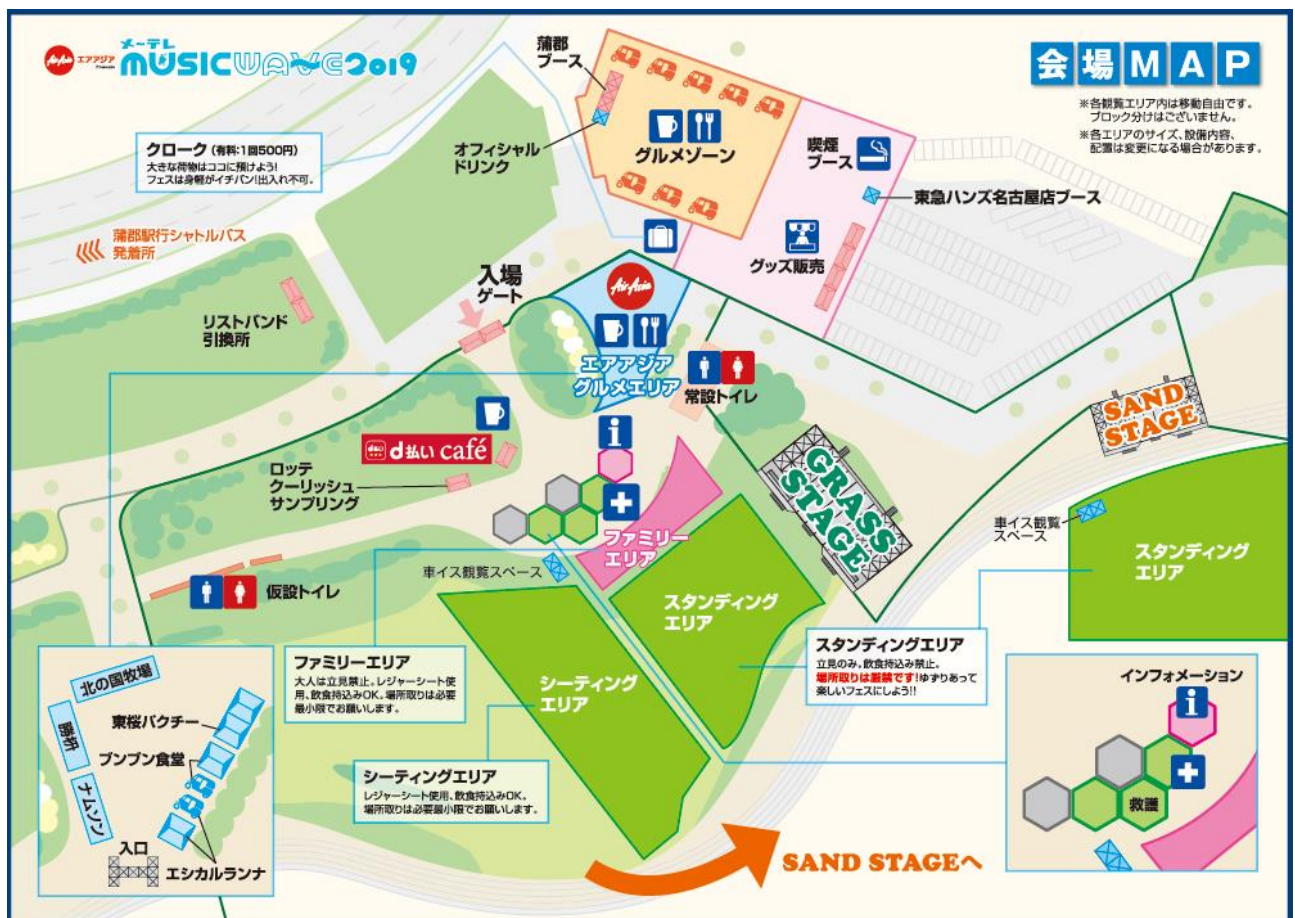 AirAsia エアアジア
メ〜テレ
MUSIC WAVE 2019
会場MAP
※各観覧エリア内は移動自由です。
ブロック分けはございません。
※各エリアのサイズ、設備内容、
配置は変更になる場合があります。
蒲郡
ブース
グルメゾーン
オフィシャル
ドリンク
喫煙
ブース
東急ハンズ名古屋店ブース
グッズ販売
クローク(有料:1回500円)
大きな荷物はココに預けよう!
フェスは身軽がイチバン!出入れ不可。
蒲郡駅行シャトルバス
発着所
入場
ゲート
リストバンド
引換所
AirAsia
エアアジア
グルメエリア
常設トイレ
d払い
d払い café
ロッテ
クーリッシュ
サンプリング
i
ファミリー
エリア
車イス観覧スペース
仮設トイレ
GRASS
STAGE
SAND
STAGE
車イス観覧
スペース
スタンディング
エリア
スタンディング
エリア
シーティング
エリア
ファミリーエリア
大人は立見禁止。レジャーシート使
用、飲食持込みOK。場所取りは必要
最小限でお願いします。
シーティングエリア
レジャーシート使用、飲食持込みOK。
場所取りは必要最小限でお願いします。
スタンディングエリア
立見のみ、飲食持込み禁止。
場所取りは厳禁です!ゆずりあって
楽しいフェスにしよう!!
SAND STAGEへ
北の国牧場
勝枡
ナムソン
東桜パクチー
ブンブン食堂
入口
エシカルランナ
インフォメーション
i
救護